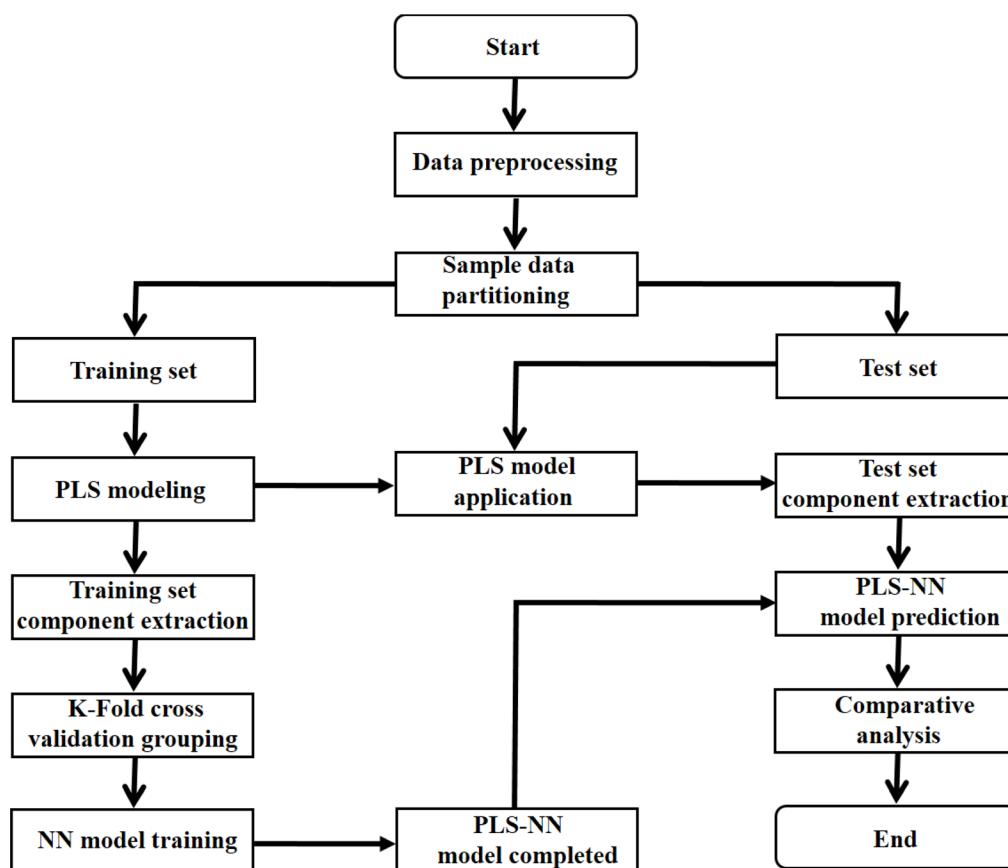 Start
Data preprocessing
Sample data
partitioning
Training set
Test set
PLS modeling
PLS model
application
Test set
component extraction
Training set
component extraction
PLS-NN
model prediction
K-Fold cross
validation grouping
Comparative
analysis
NN model training
PLS-NN
model completed
End